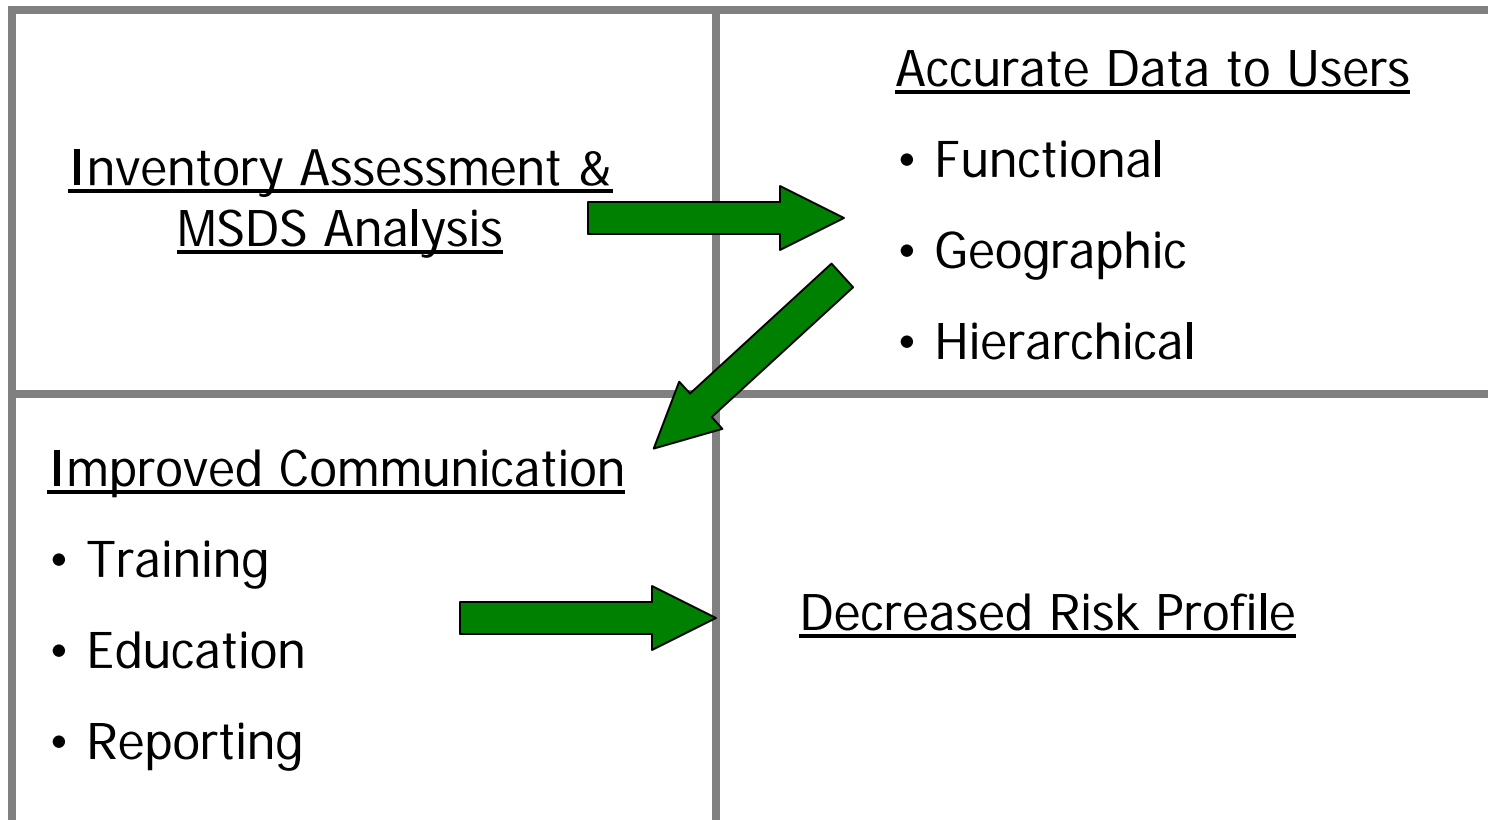 Inventory Assessment &
MSDS Analysis
Accurate Data to Users
• Functional
• Geographic
• Hierarchical
Improved Communication
• Training
• Education
• Reporting
Decreased Risk Profile